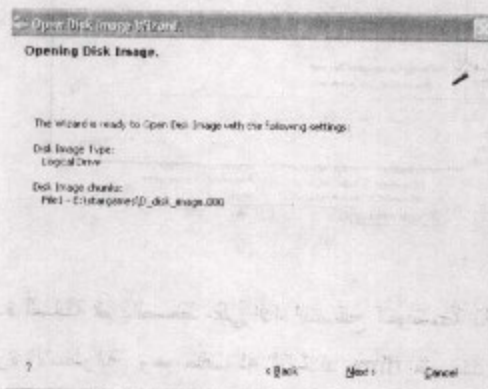 Open Disk Image Wizard
Opening Disk Image.
The wizard is ready to Open Disk Image with the following settings:
Disk Image Type:
Logical Drive
Disk Image chunks:
File1 - E:\stargames\D_disk_image.000
?
< Back
Next >
Cancel